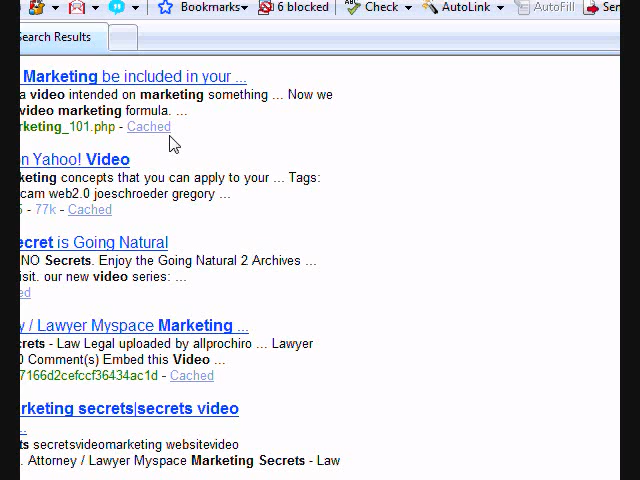 Bookmarks 6 blocked Check AutoLink AutoFill Sen
Search Results
Marketing be included in your ...
a video intended on marketing something ... Now we
video marketing formula. ...
rketing_101.php - Cached
n Yahoo! Video
keting concepts that you can apply to your ... Tags:
cam web2.0 joeschroeder gregory ...
5 - 77k - Cached
ecret is Going Natural
NO Secrets. Enjoy the Going Natural 2 Archives ...
isit. our new video series: ...
ed
y / Lawyer Myspace Marketing ...
crets - Law Legal uploaded by allprochiro ... Lawyer
0 Comment(s) Embed this Video ...
7166d2cefccf36434ac1d - Cached
rketing secrets|secrets video
...
ts secretsvideomarketing websitevideo
. Attorney / Lawyer Myspace Marketing Secrets - Law